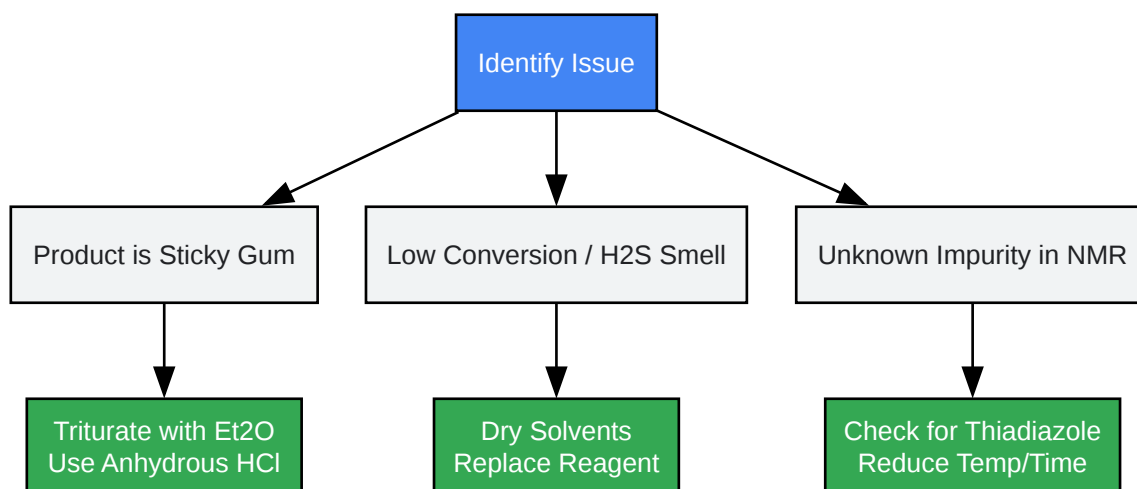 Identify Issue
Product is Sticky Gum
Low Conversion / H2S Smell
Unknown Impurity in NMR
Triturate with Et2O
Use Anhydrous HCl
Dry Solvents
Replace Reagent
Check for Thiadiazole
Reduce Temp/Time